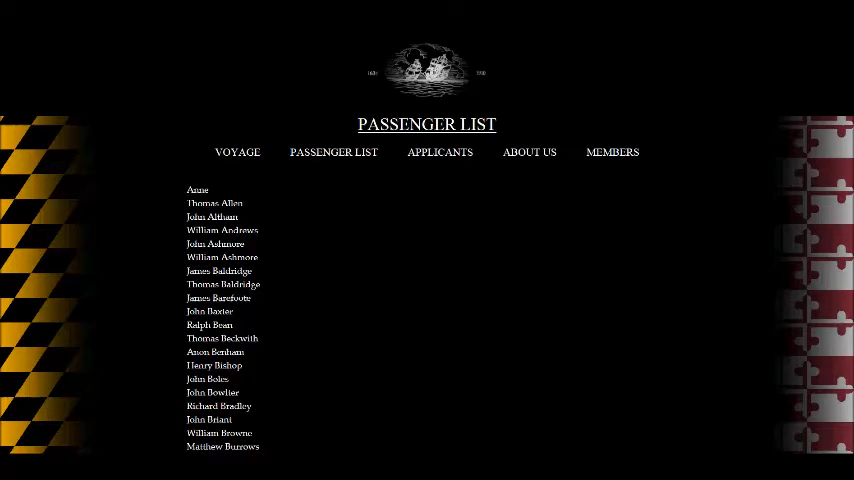 PASSENGER LIST
VOYAGE PASSENGER LIST APPLICANTS ABOUT US MEMBERS
Anne
Thomas Allen
John Altham
William Andrews
John Ashmore
William Ashmore
James Baldridge
Thomas Baldridge
James Barefoote
John Baxter
Ralph Bean
Thomas Beckwith
Anon Benham
Henry Bishop
John Boles
John Bowlter
Richard Bradley
John Briant
William Browne
Matthew Burrows